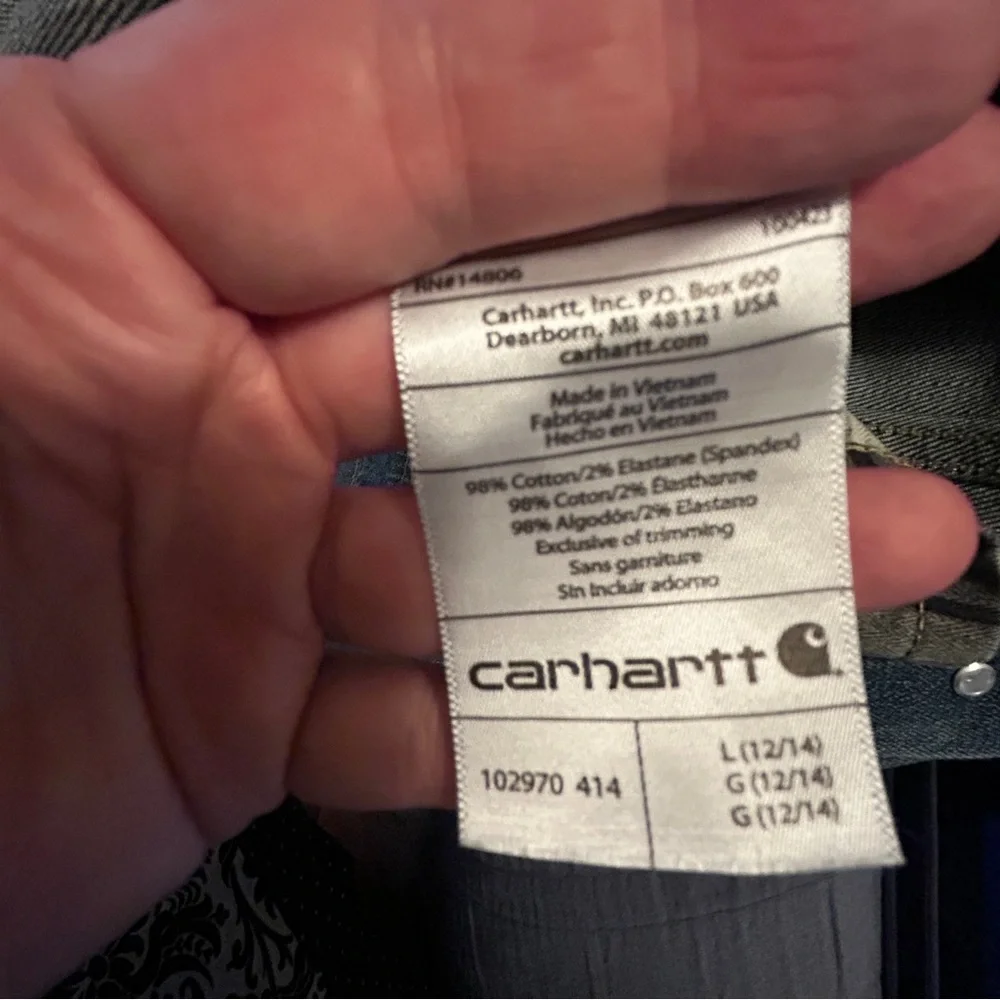 RN#14806
Carhartt, Inc. P.O. Box 600
Dearborn, MI 48121 USA
carhartt.com
Made in Vietnam
Fabriqué au Vietnam
Hecho en Vietnam
98% Cotton/2% Elastane (Spandex)
98% Coton/2% Élasthanne
98% Algodón/2% Elastano
Exclusive of trimming
Sans garniture
Sin incluir adorno
carhartt
102970 414
L (12/14)
G (12/14)
G (12/14)